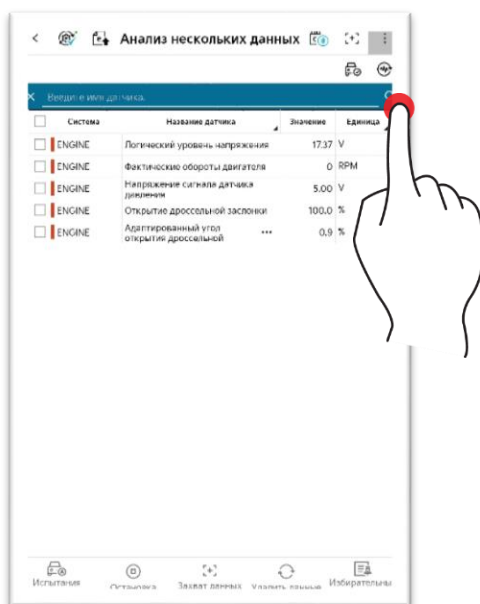 Анализ нескольких данных
Введите имя датчика.
Система Название датчика Значение Единица
ENGINE Логический уровень напряжения 17.37 V
ENGINE Фактические обороты двигателя 0 RPM
ENGINE Напряжение сигнала датчика давления 5.00 V
ENGINE Открытие дроссельной заслонки 100.0 %
ENGINE Адаптированный угол открытия дроссельной ... 0.9 %
Испытания Остановка Захват данных Удалить данные Избирательны